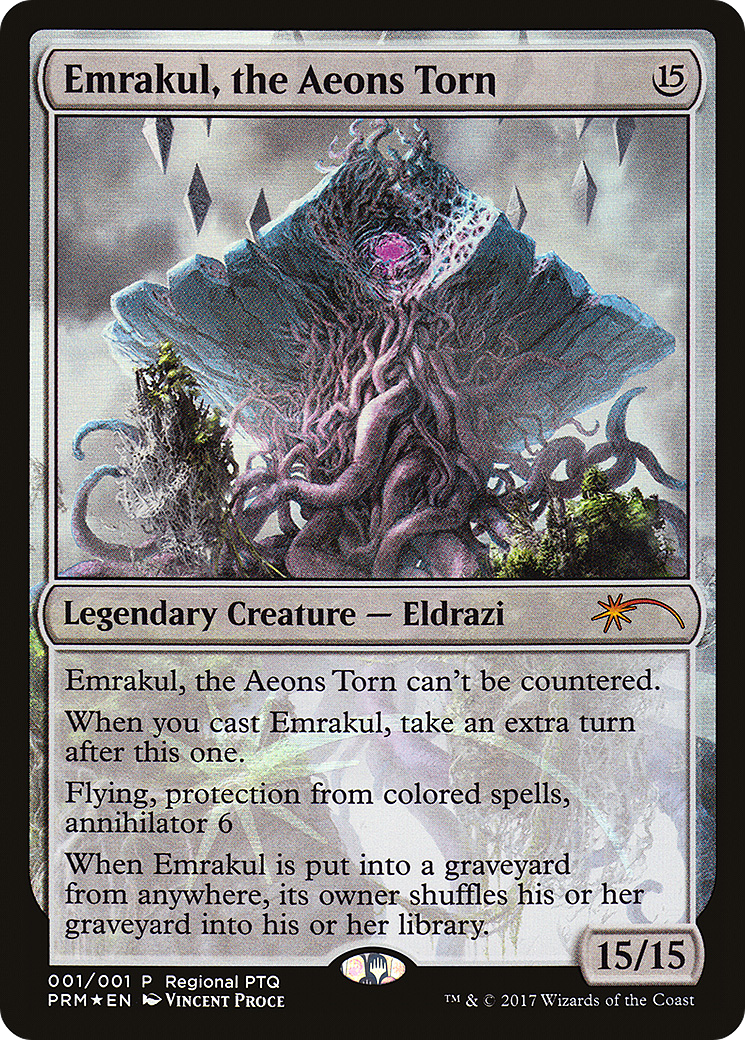 Emrakul, the Aeons Torn 15
Legendary Creature — Eldrazi
Emrakul, the Aeons Torn can't be countered.
When you cast Emrakul, take an extra turn
after this one.
Flying, protection from colored spells,
annihilator 6
When Emrakul is put into a graveyard
from anywhere, its owner shuffles his or her
graveyard into his or her library.
15/15
001/001 P Regional PTQ
PRM★EN Vincent Proce
™ & © 2017 Wizards of the Coast